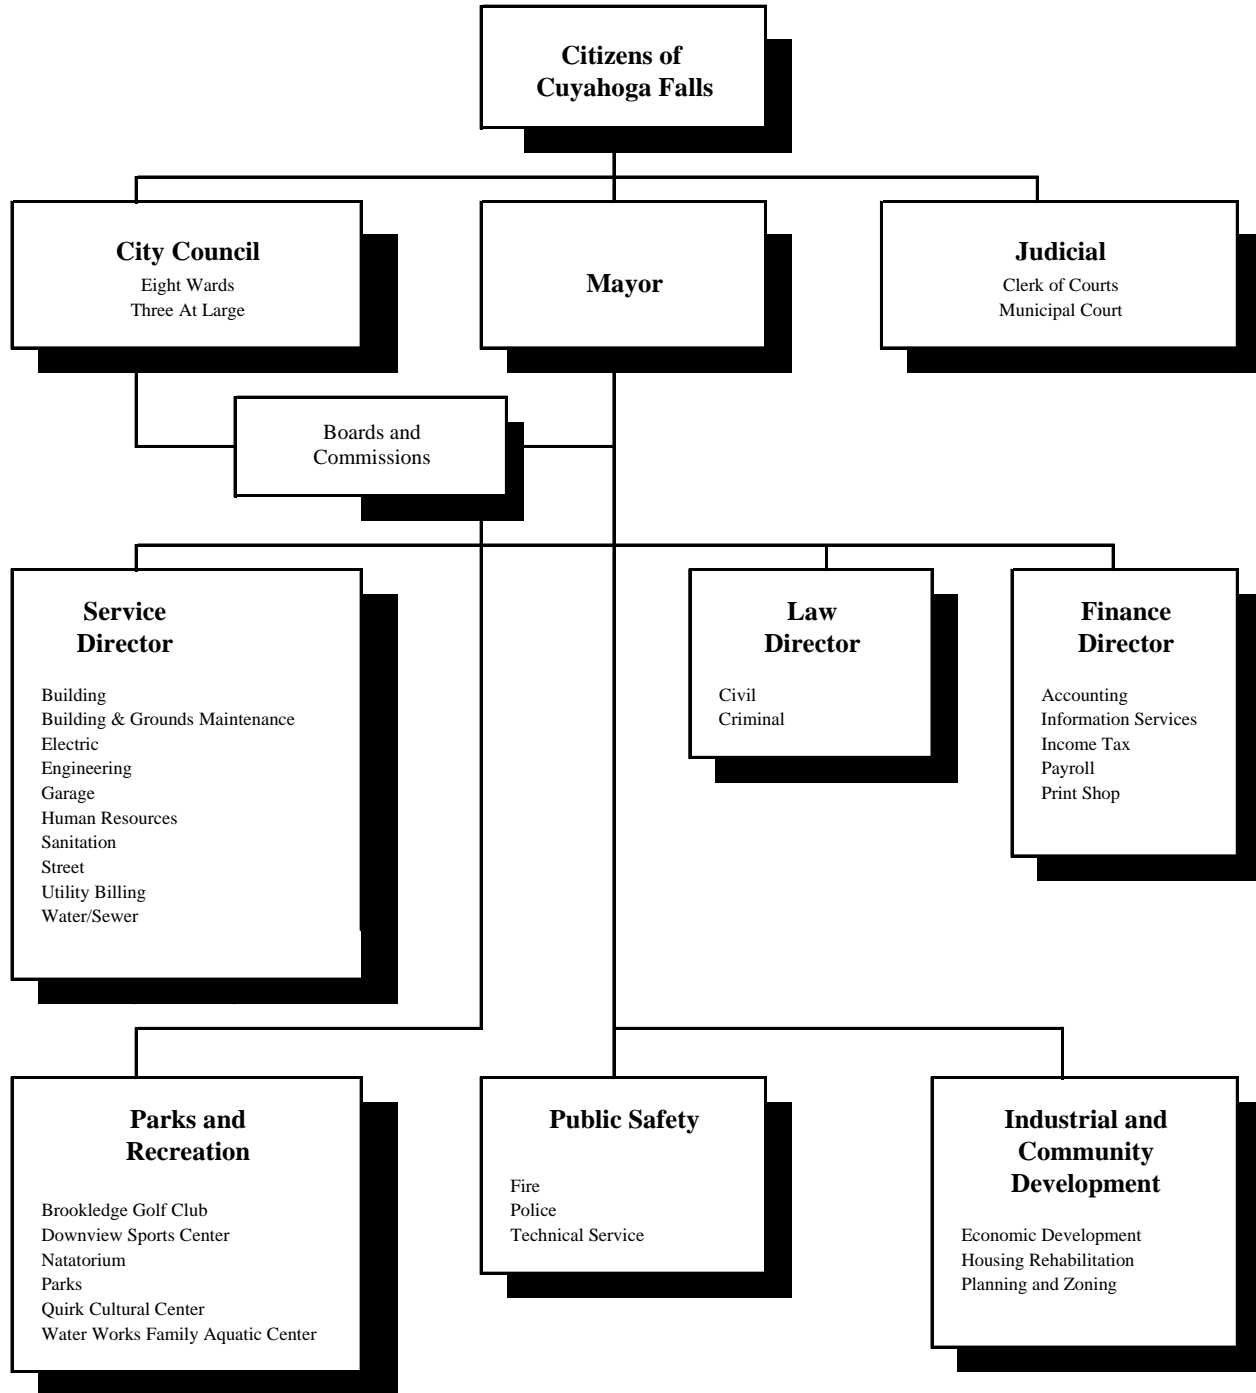 Citizens of
Cuyahoga Falls
City Council
Eight Wards
Three At Large
Mayor
Judicial
Clerk of Courts
Municipal Court
Boards and
Commissions
Service
Director
Building
Building & Grounds Maintenance
Electric
Engineering
Garage
Human Resources
Sanitation
Street
Utility Billing
Water/Sewer
Law
Director
Civil
Criminal
Finance
Director
Accounting
Information Services
Income Tax
Payroll
Print Shop
Parks and
Recreation
Brookledge Golf Club
Downview Sports Center
Natatorium
Parks
Quirk Cultural Center
Water Works Family Aquatic Center
Public Safety
Fire
Police
Technical Service
Industrial and
Community
Development
Economic Development
Housing Rehabilitation
Planning and Zoning